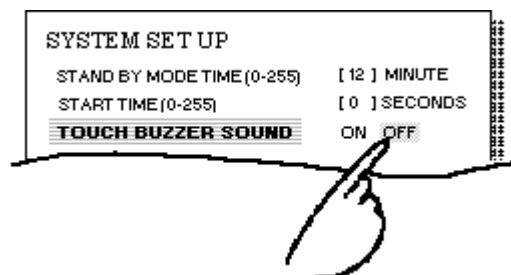 SYSTEM SET UP
STAND BY MODE TIME (0-255) [ 12 ] MINUTE
START TIME (0-255) [ 0 ] SECONDS
TOUCH BUZZER SOUND ON OFF